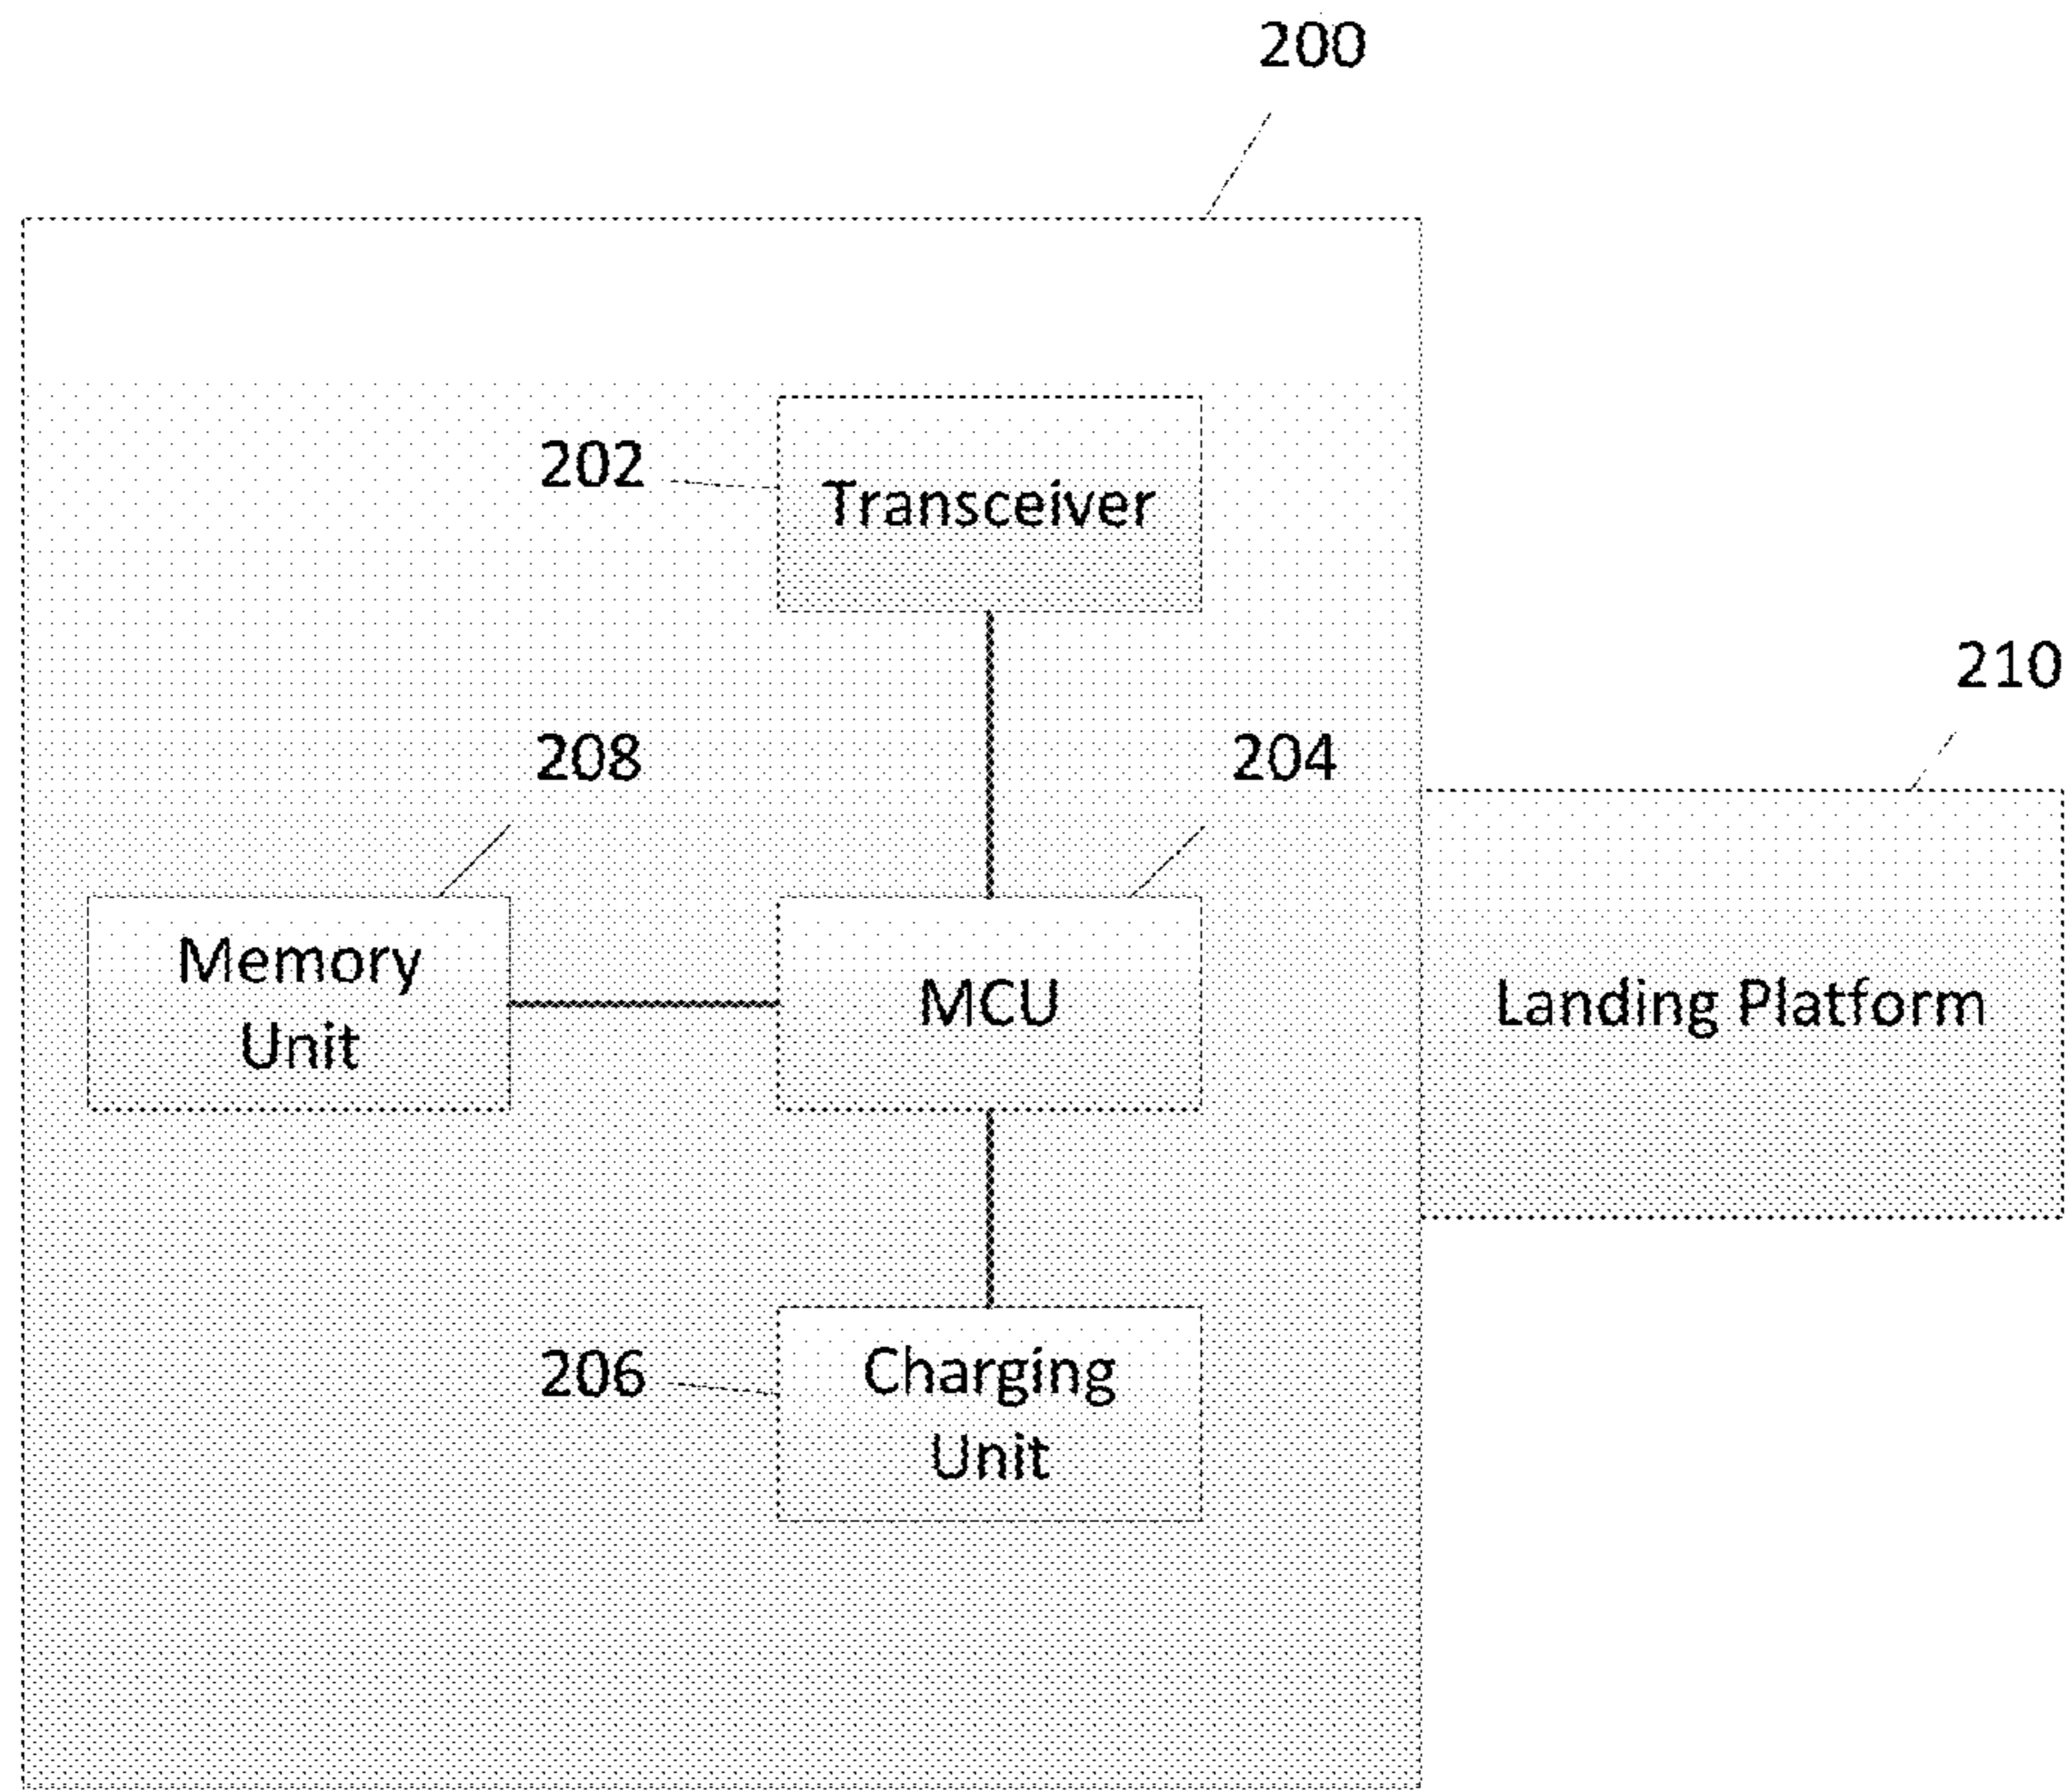 200
202
Transceiver
210
208
204
Memory
Unit
MCU
Landing Platform
206
Charging
Unit